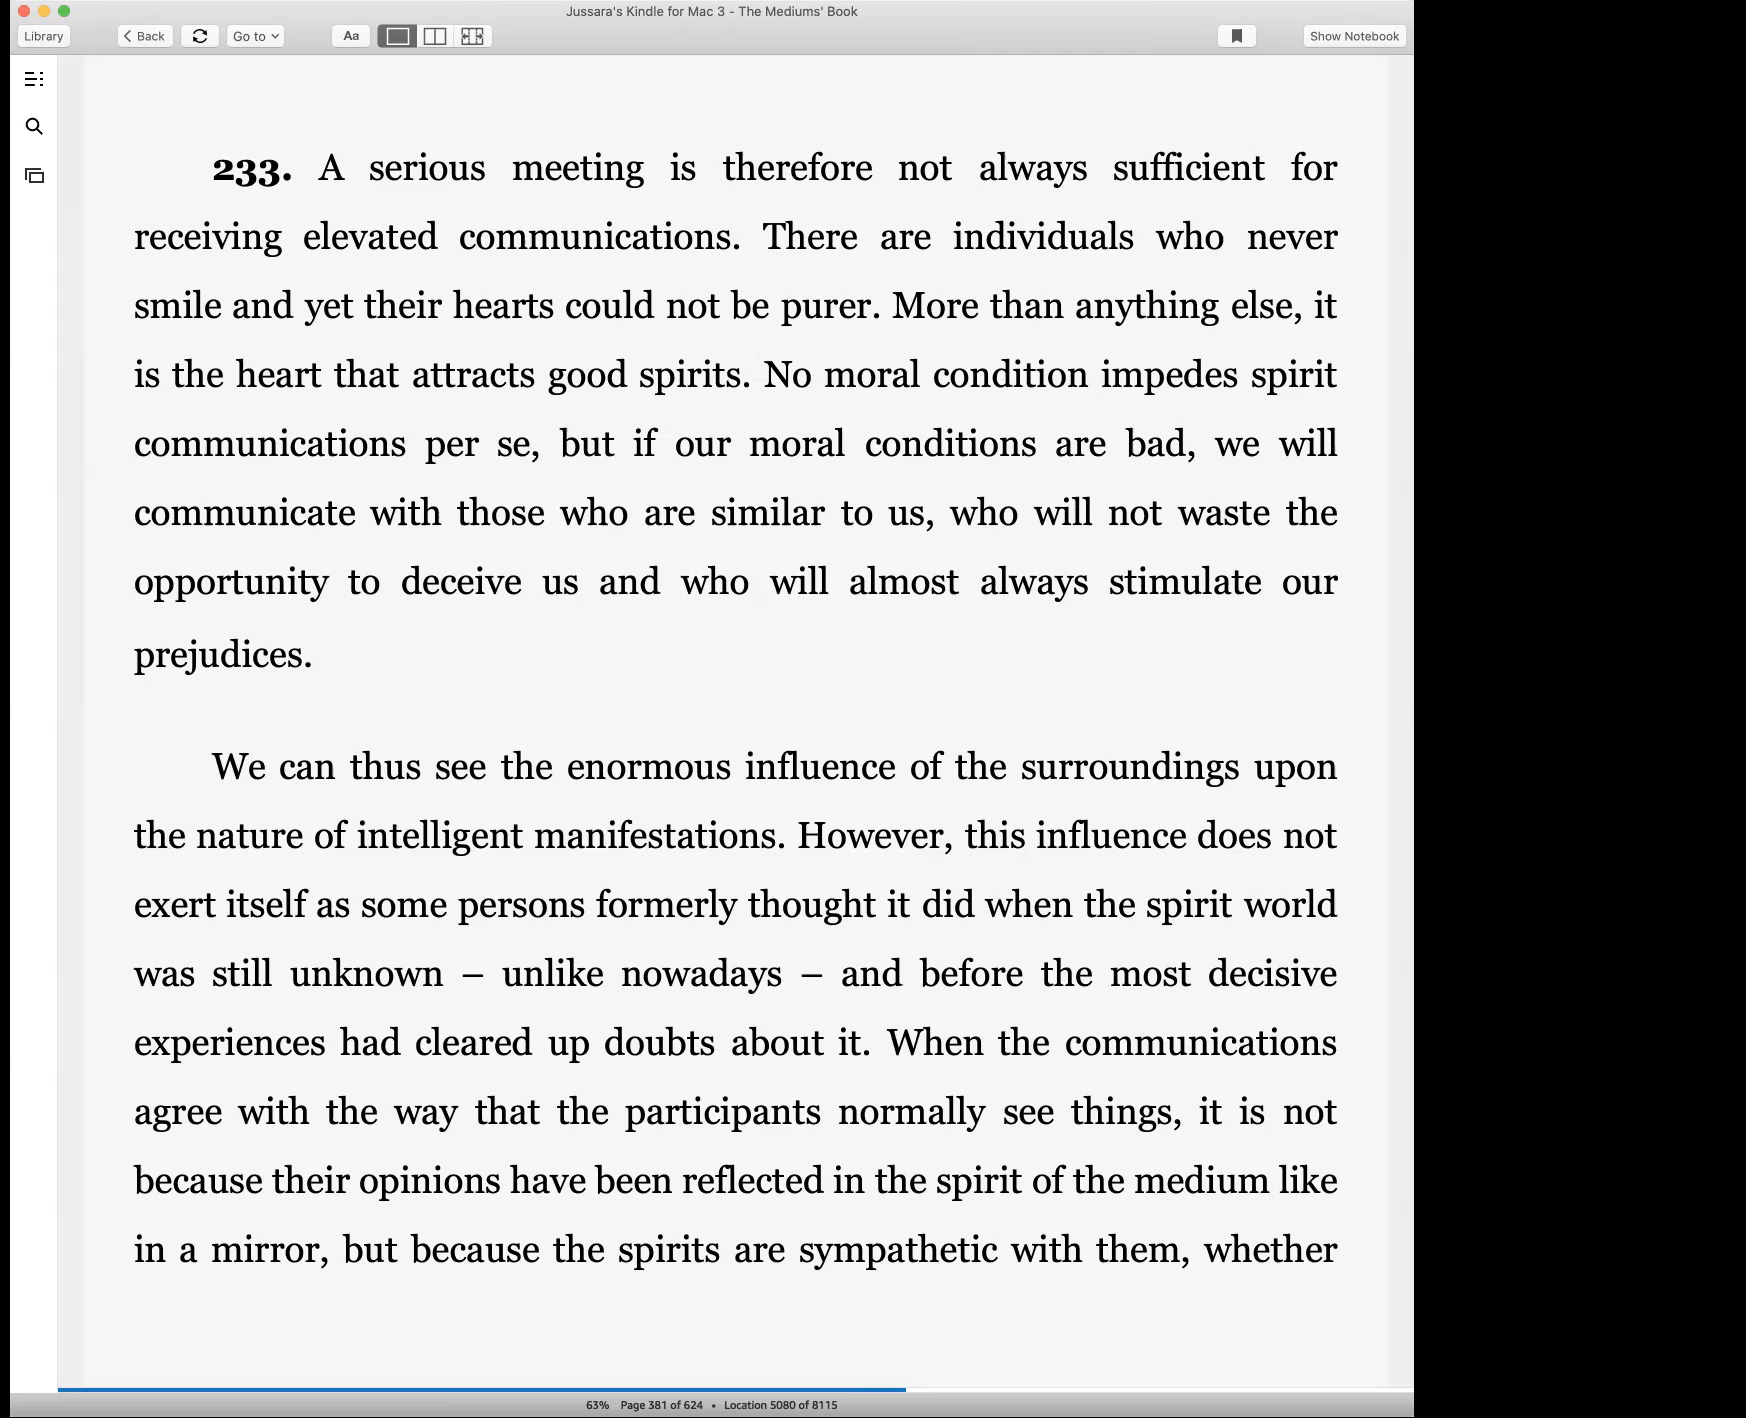 Jussara's Kindle for Mac 3 - The Mediums' Book
Library
Back
Go to
Aa
Show Notebook
233. A serious meeting is therefore not always sufficient for
receiving elevated communications. There are individuals who never
smile and yet their hearts could not be purer. More than anything else, it
is the heart that attracts good spirits. No moral condition impedes spirit
communications per se, but if our moral conditions are bad, we will
communicate with those who are similar to us, who will not waste the
opportunity to deceive us and who will almost always stimulate our
prejudices.
We can thus see the enormous influence of the surroundings upon
the nature of intelligent manifestations. However, this influence does not
exert itself as some persons formerly thought it did when the spirit world
was still unknown – unlike nowadays – and before the most decisive
experiences had cleared up doubts about it. When the communications
agree with the way that the participants normally see things, it is not
because their opinions have been reflected in the spirit of the medium like
in a mirror, but because the spirits are sympathetic with them, whether
63% Page 381 of 624 • Location 5080 of 8115